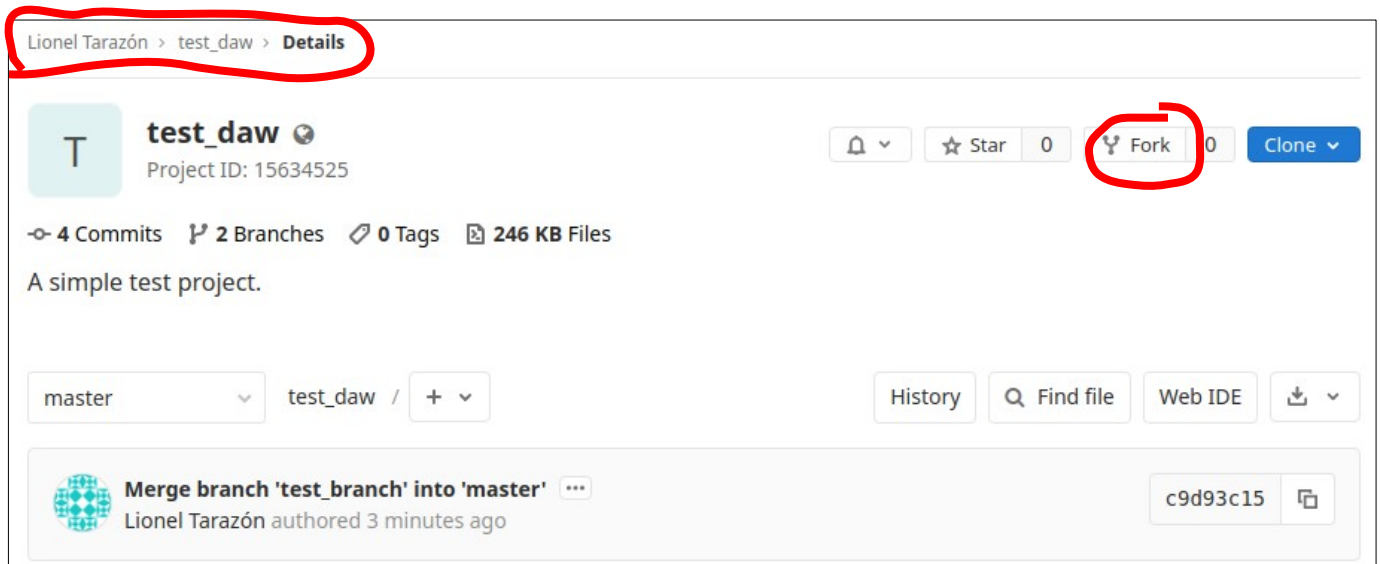 Lionel Tarazón > test_daw > Details
T
test_daw
Project ID: 15634525
Star 0
Fork 0
Clone
4 Commits 2 Branches 0 Tags 246 KB Files
A simple test project.
master test_daw / +
History Find file Web IDE
Merge branch 'test_branch' into 'master' ...
Lionel Tarazón authored 3 minutes ago
c9d93c15